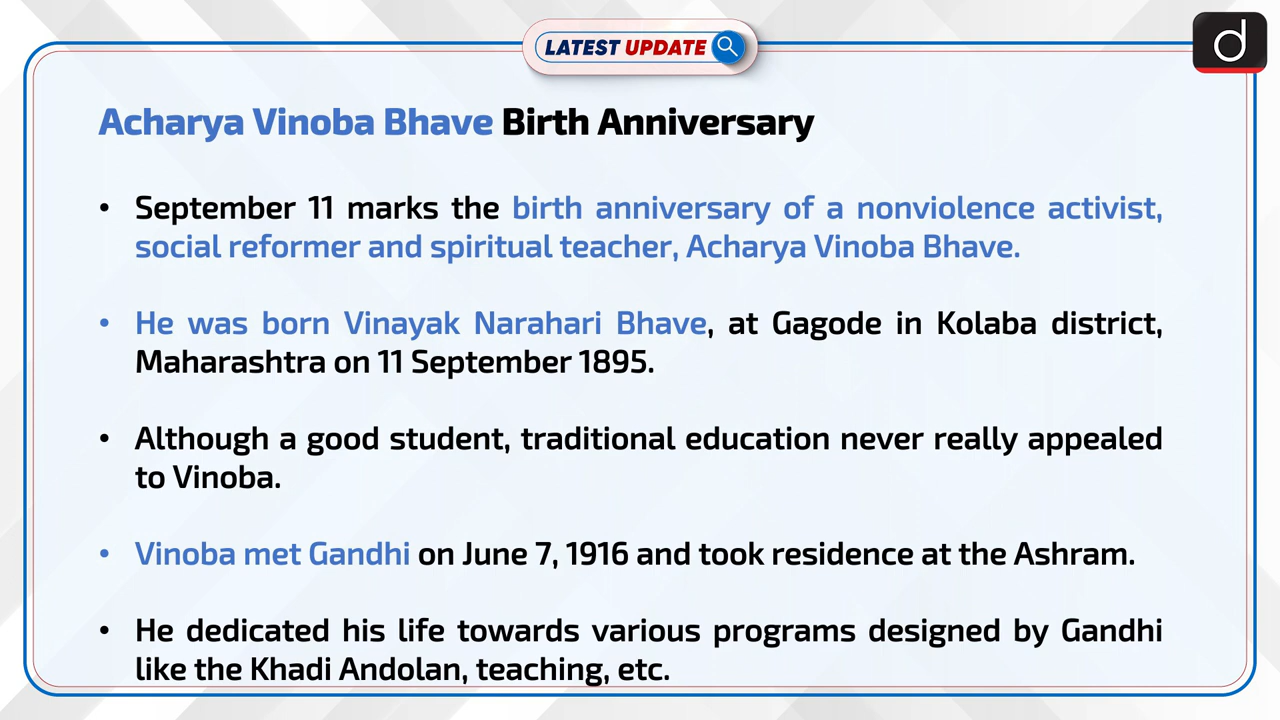 LATEST UPDATE
d
Acharya Vinoba Bhave Birth Anniversary
• September 11 marks the birth anniversary of a nonviolence activist,
social reformer and spiritual teacher, Acharya Vinoba Bhave.
• He was born Vinayak Narahari Bhave, at Gagode in Kolaba district,
Maharashtra on 11 September 1895.
• Although a good student, traditional education never really appealed
to Vinoba.
• Vinoba met Gandhi on June 7, 1916 and took residence at the Ashram.
• He dedicated his life towards various programs designed by Gandhi
like the Khadi Andolan, teaching, etc.